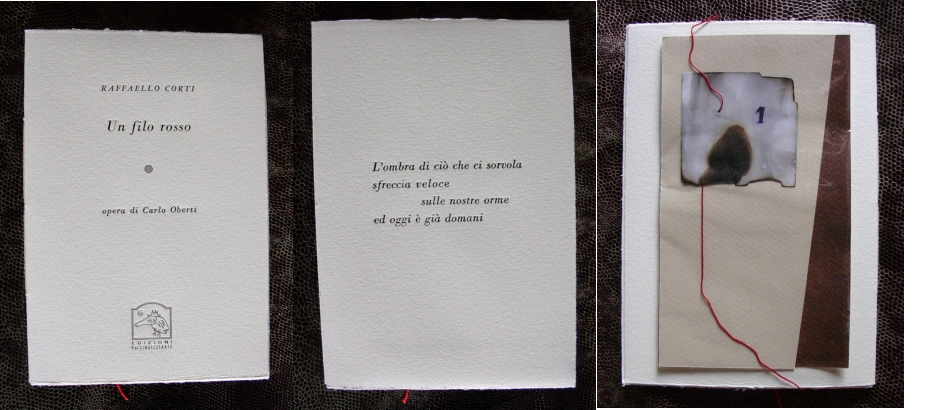 RAFFAELLO CORTI
Un filo rosso
opera di Carlo Oberti
EDIZIONI
PULCINOELEFANTE
L'ombra di ciò che ci sorvola
sfreccia veloce
sulle nostre orme
ed oggi è già domani
1